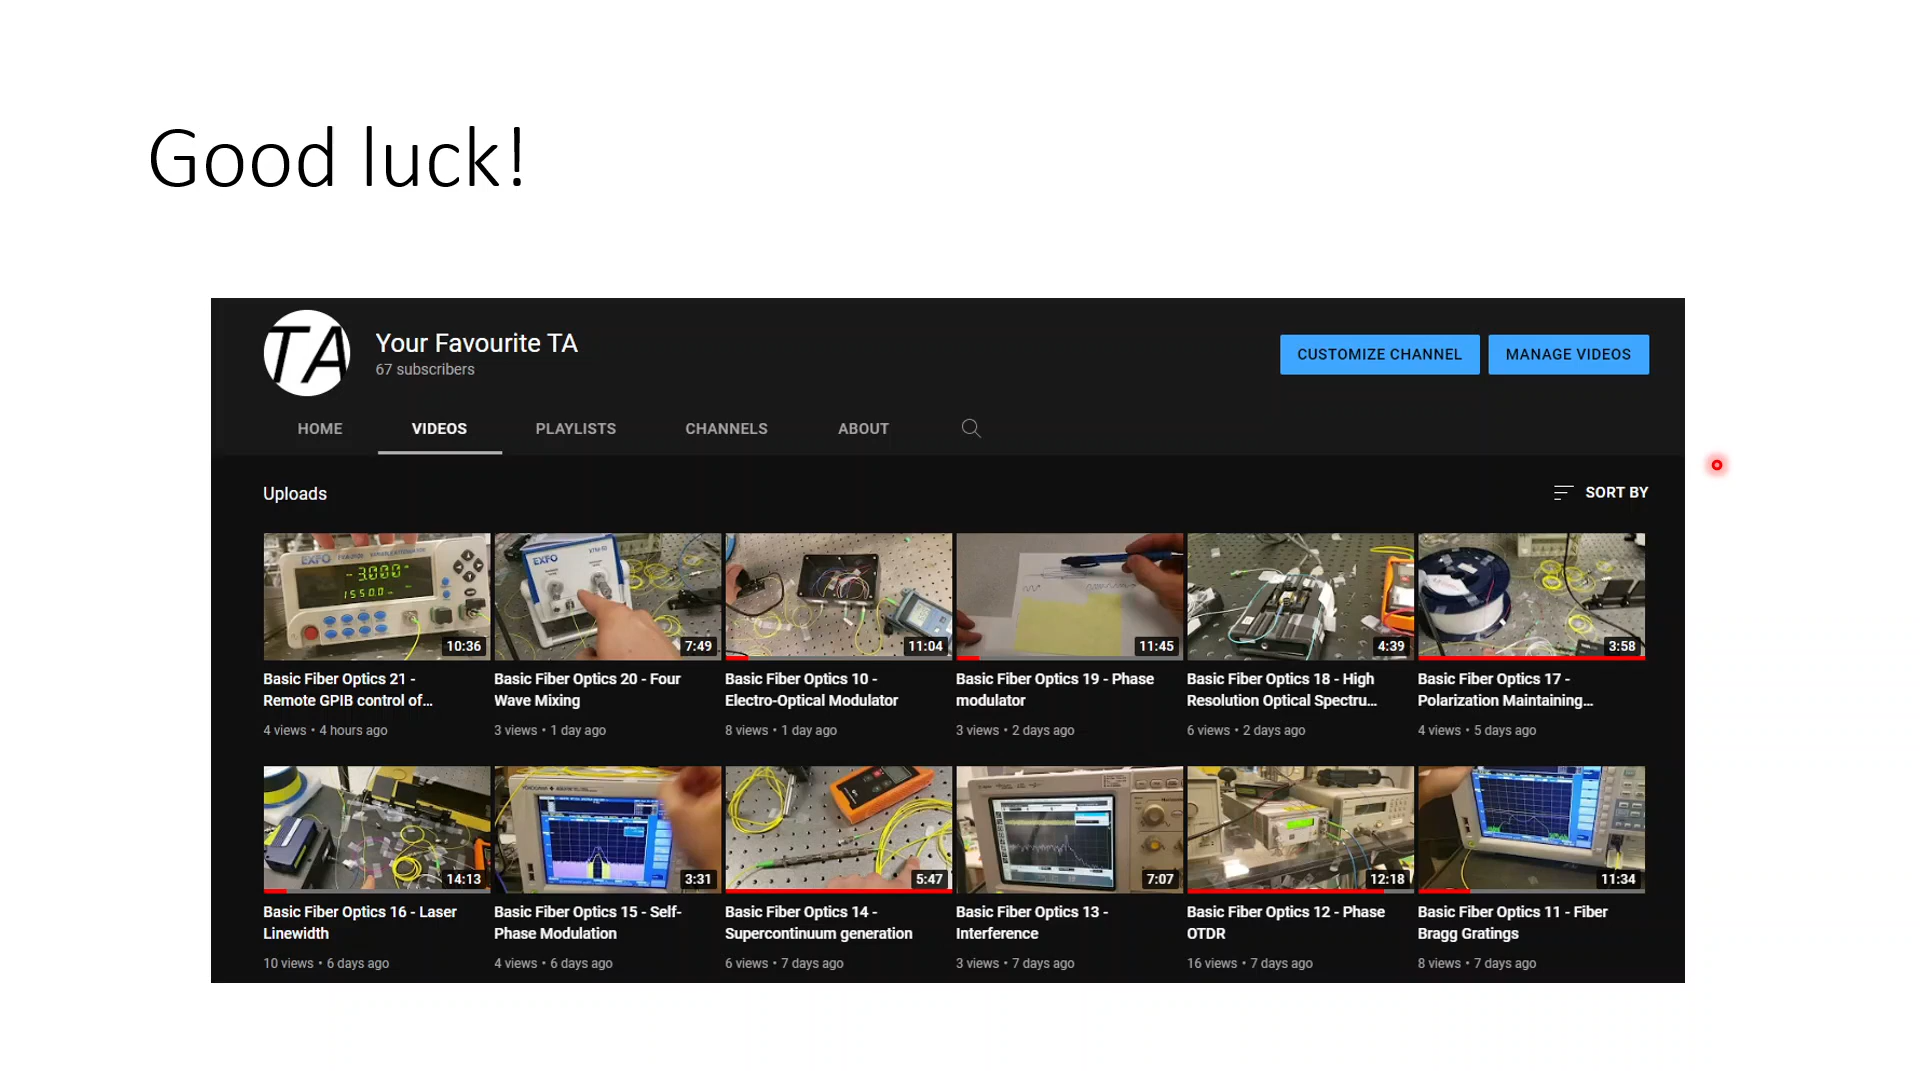 Good luck!
TA
Your Favourite TA
67 subscribers
CUSTOMIZE CHANNEL
MANAGE VIDEOS
HOME
VIDEOS
PLAYLISTS
CHANNELS
ABOUT
Uploads
SORT BY
EXFO
-3.000
1550.0
10:36
EXFO
7:49
11:04
11:45
4:39
3:58
Basic Fiber Optics 21 -
Remote GPIB control of...
4 views • 4 hours ago
Basic Fiber Optics 20 - Four
Wave Mixing
3 views • 1 day ago
Basic Fiber Optics 10 -
Electro-Optical Modulator
8 views • 1 day ago
Basic Fiber Optics 19 - Phase
modulator
3 views • 2 days ago
Basic Fiber Optics 18 - High
Resolution Optical Spectru...
6 views • 2 days ago
Basic Fiber Optics 17 -
Polarization Maintaining...
4 views • 5 days ago
14:13
3:31
5:47
7:07
12:18
11:34
Basic Fiber Optics 16 - Laser
Linewidth
10 views • 6 days ago
Basic Fiber Optics 15 - Self-
Phase Modulation
4 views • 6 days ago
Basic Fiber Optics 14 -
Supercontinuum generation
6 views • 7 days ago
Basic Fiber Optics 13 -
Interference
3 views • 7 days ago
Basic Fiber Optics 12 - Phase
OTDR
16 views • 7 days ago
Basic Fiber Optics 11 - Fiber
Bragg Gratings
8 views • 7 days ago